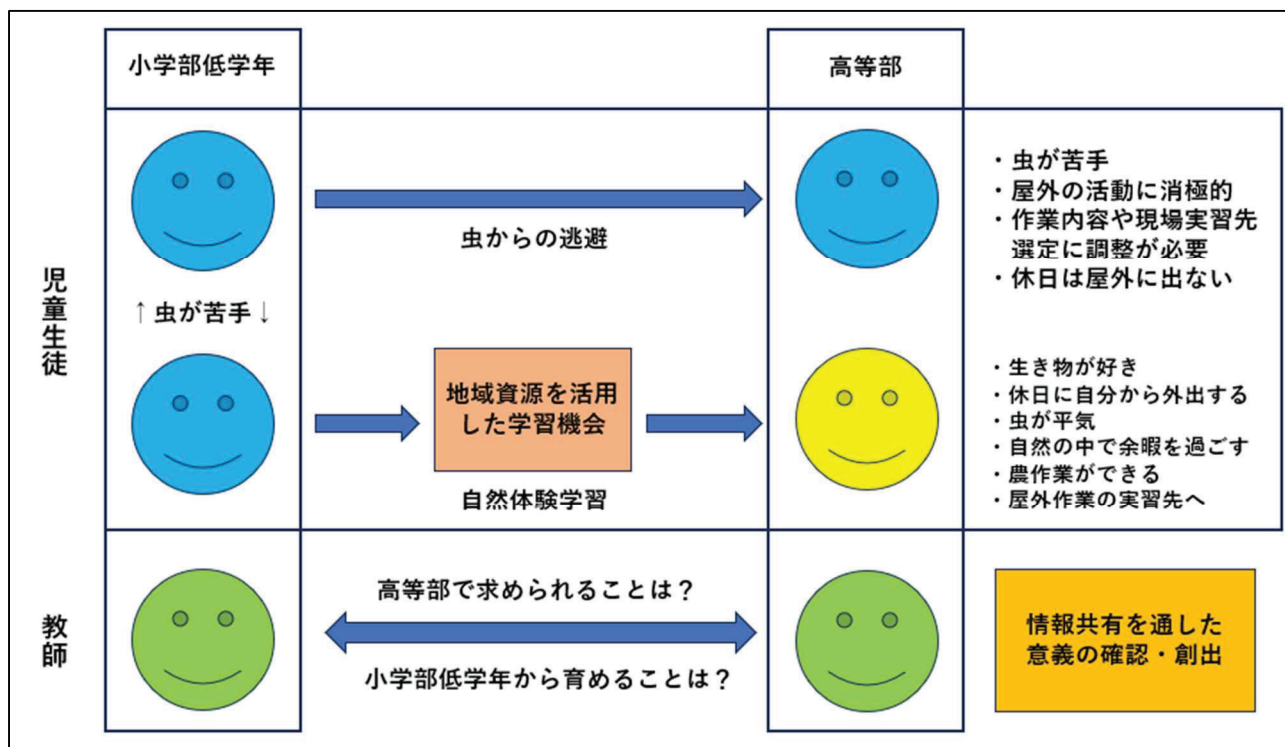 小学部低学年
高等部
児童生徒
虫からの逃避
・虫が苦手
・屋外の活動に消極的
・作業内容や現場実習先
選定に調整が必要
・休日は屋外に出ない
↑虫が苦手↓
地域資源を活用
した学習機会
自然体験学習
・生き物が好き
・休日に自分から外出する
・虫が平気
・自然の中で余暇を過ごす
・農作業ができる
・屋外作業の実習先へ
教師
高等部で求められることは？
小学部低学年から育めることは？
情報共有を通した
意義の確認・創出